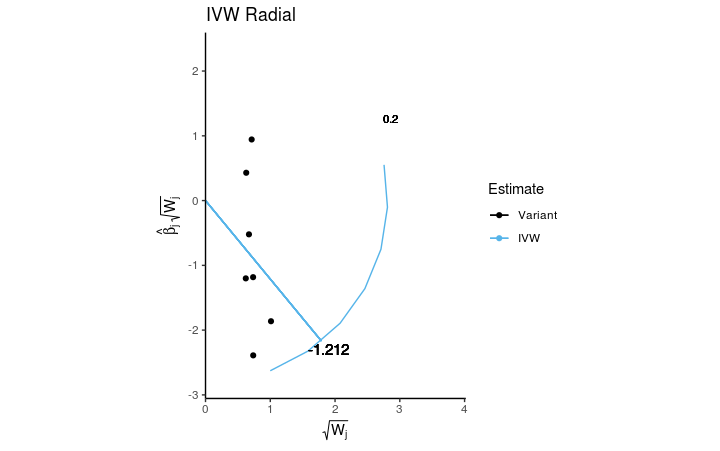 IVW Radial
β̂j√Wj
2
1
0
-1
-2
-3
0.2
-1.212
0 1 2 3 4
√Wj
Estimate
Variant
IVW